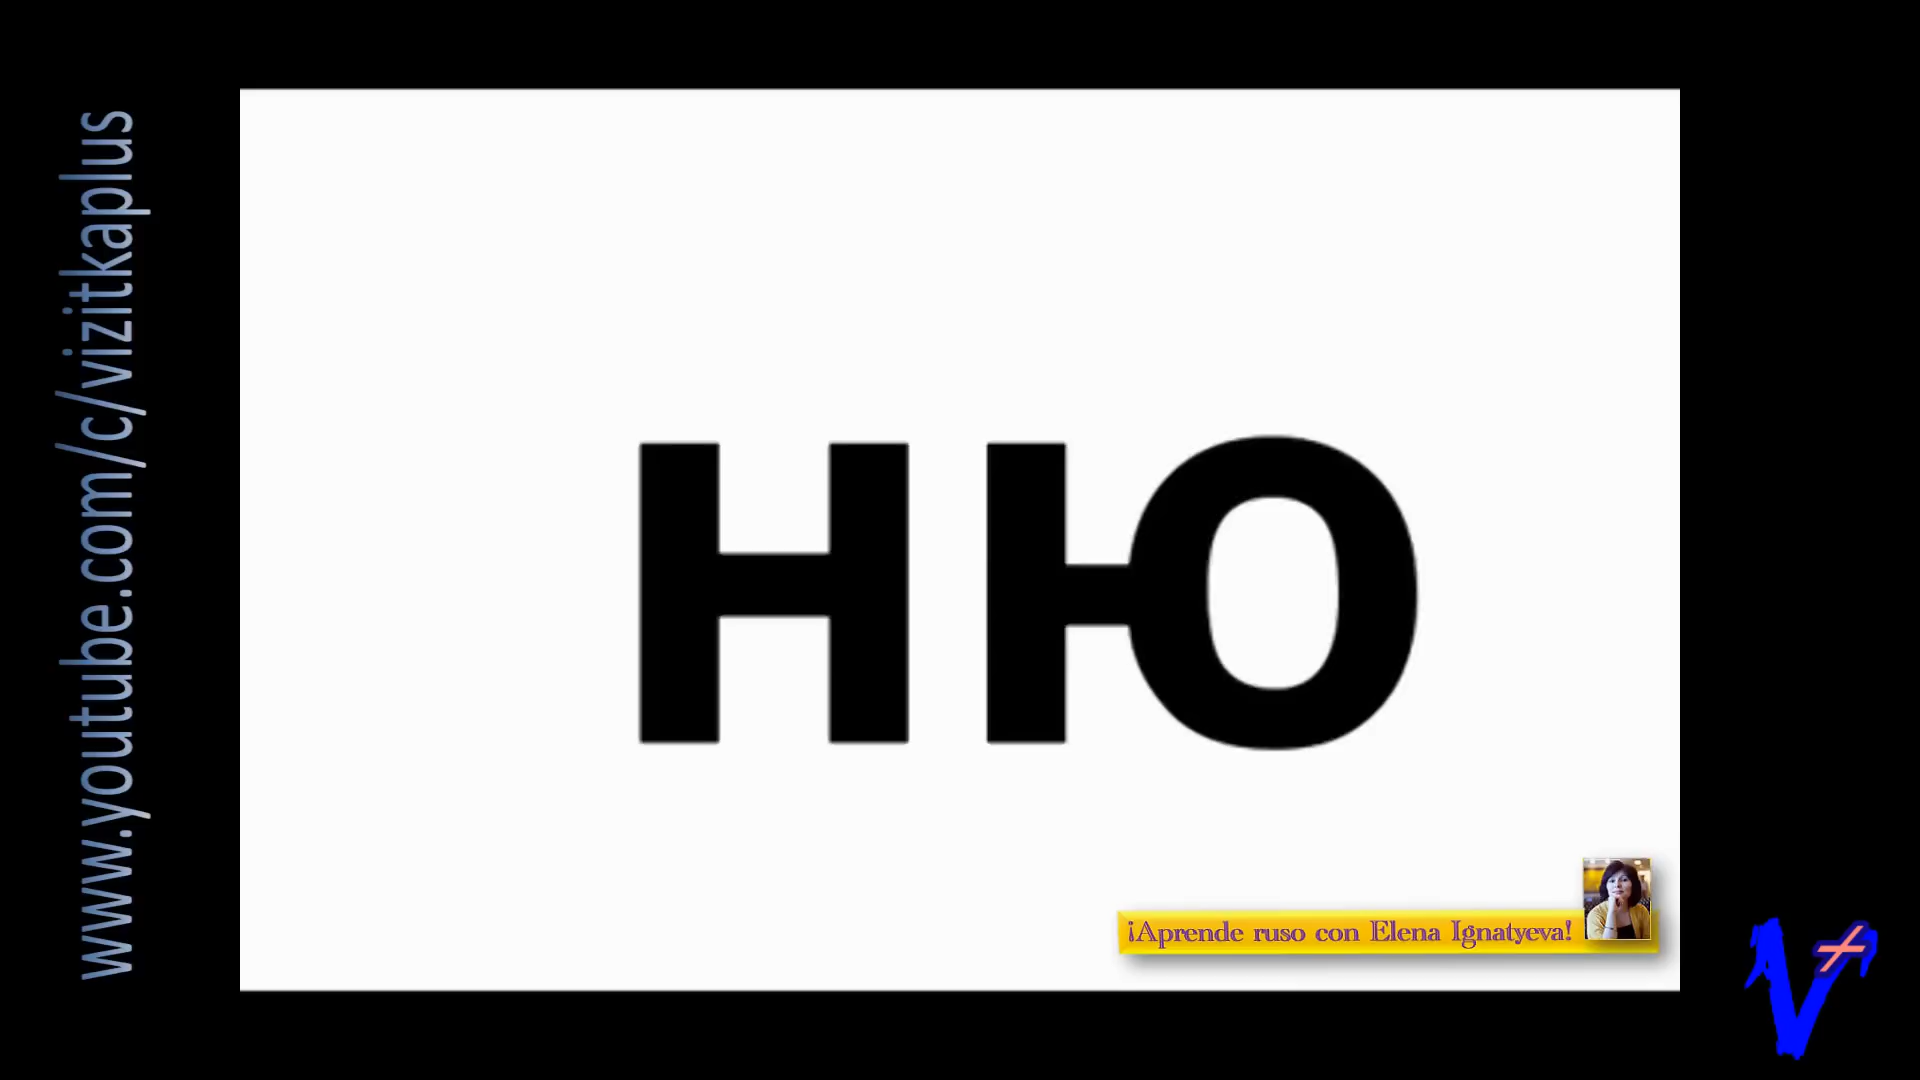 www.youtube.com/c/vizitkaplus
НЮ
¡Aprende ruso con Elena Ignatyeva!
V+